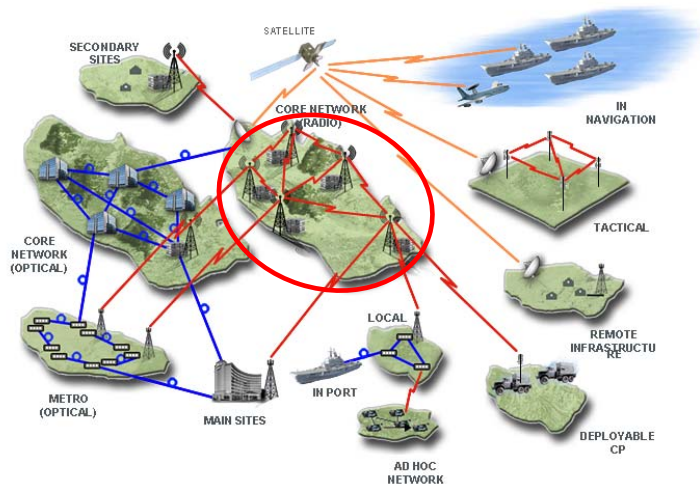 SECONDARY
SITES
SATELLITE
CORE NETWORK
(RADIO)
IN
NAVIGATION
TACTICAL
CORE
NETWORK
(OPTICAL)
REMOTE
INFRASTRUCTU
RE
LOCAL
IN PORT
METRO
(OPTICAL)
MAIN SITES
DEPLOYABLE
CP
AD HOC
NETWORK